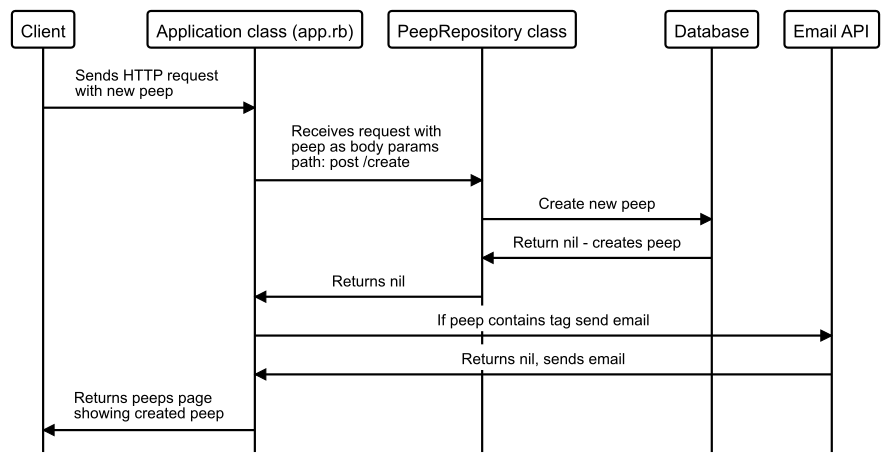 Client
Application class (app.rb)
PeepRepository class
Database
Email API
Sends HTTP request
with new peep
Receives request with
peep as body params
path: post /create
Create new peep
Return nil - creates peep
Returns nil
If peep contains tag send email
Returns nil, sends email
Returns peeps page
showing created peep